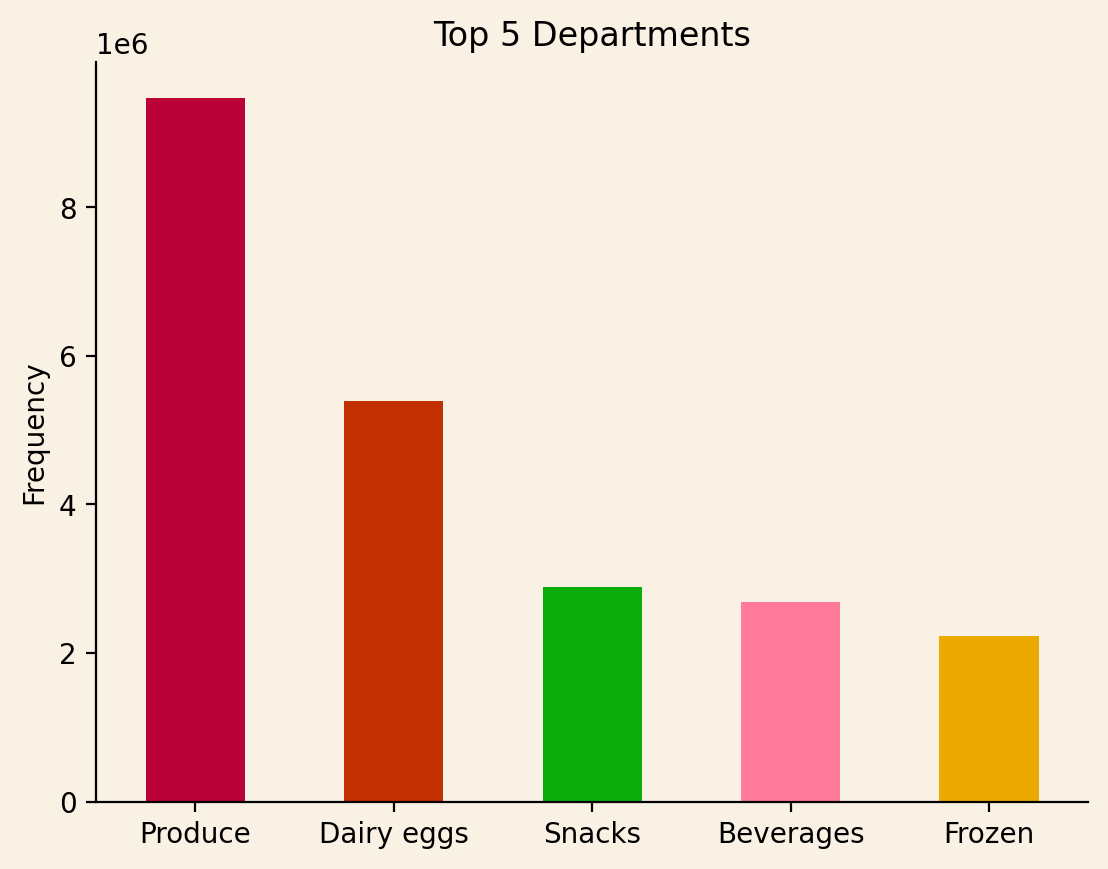 Top 5 Departments
1e6
8
6
4
2
0
Frequency
Produce
Dairy eggs
Snacks
Beverages
Frozen